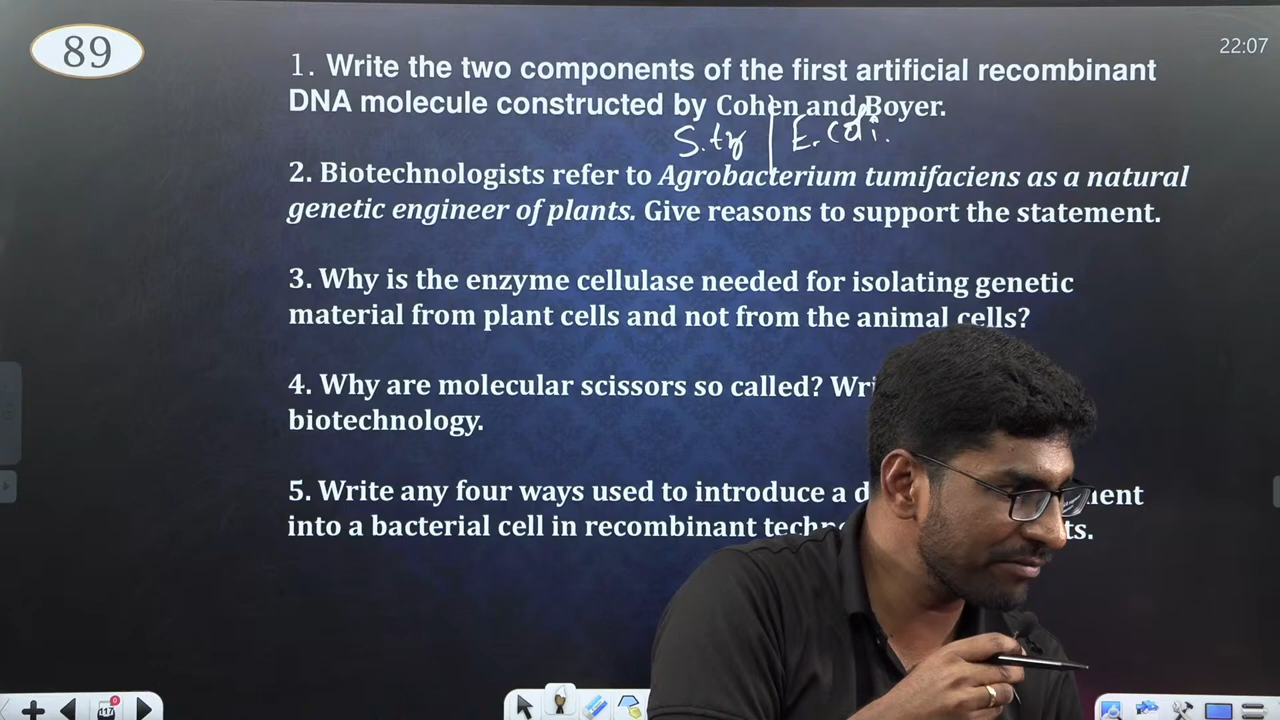 89
22:07
1. Write the two components of the first artificial recombinant
DNA molecule constructed by Cohen and Boyer.
S.ty | E.coli.
2. Biotechnologists refer to Agrobacterium tumifaciens as a natural
genetic engineer of plants. Give reasons to support the statement.
3. Why is the enzyme cellulase needed for isolating genetic
material from plant cells and not from the animal cells?
4. Why are molecular scissors so called?
biotechnology.
5. Write any four ways used to introduce a
into a bacterial cell in recombinant
117
0